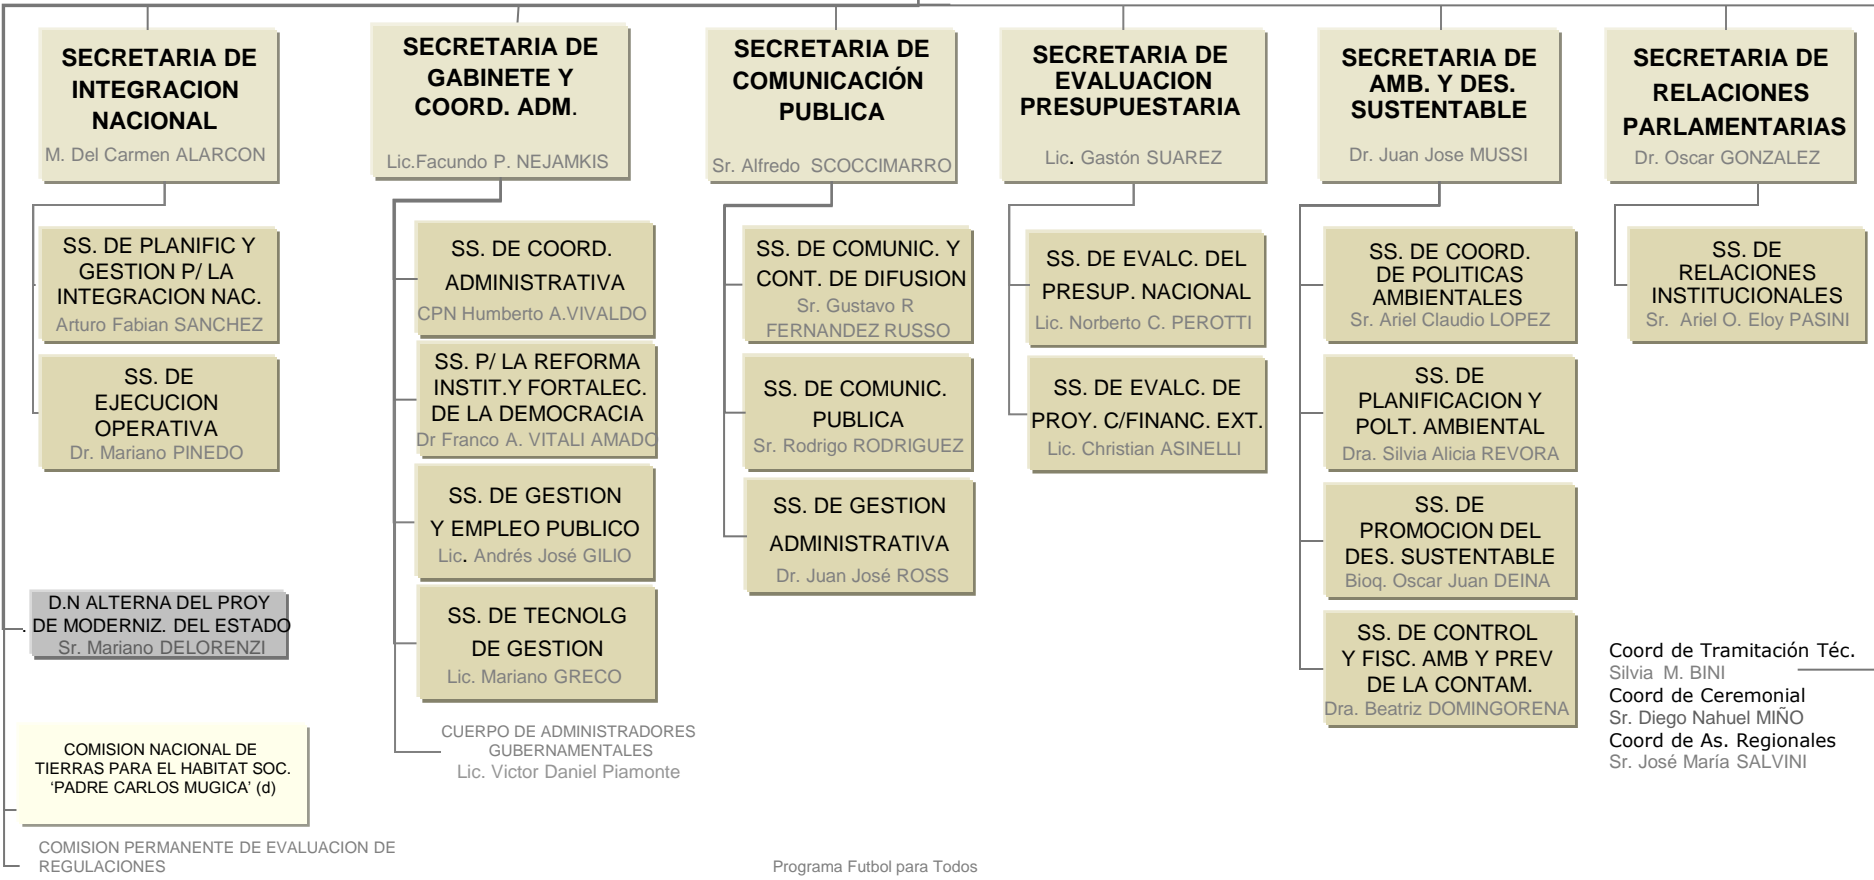 SECRETARIA DE
INTEGRACION
NACIONAL
M. Del Carmen ALARCON
SS. DE PLANIFIC Y
GESTION P/ LA
INTEGRACION NAC.
Arturo Fabian SANCHEZ
SS. DE
EJECUCION
OPERATIVA
Dr. Mariano PINEDO
D.N ALTERNA DEL PROY
. DE MODERNIZ. DEL ESTADO
Sr. Mariano DELORENZI
COMISION NACIONAL DE
TIERRAS PARA EL HABITAT SOC.
‘PADRE CARLOS MUGICA’ (d)
COMISION PERMANENTE DE EVALUACION DE
REGULACIONES
SECRETARIA DE
GABINETE Y
COORD. ADM.
Lic.Facundo P. NEJAMKIS
SS. DE COORD.
ADMINISTRATIVA
CPN Humberto A.VIVALDO
SS. P/ LA REFORMA
INSTIT.Y FORTALEC.
DE LA DEMOCRACIA
Dr Franco A. VITALI AMADO
SS. DE GESTION
Y EMPLEO PUBLICO
Lic. Andrés José GILIO
SS. DE TECNOLG
DE GESTION
Lic. Mariano GRECO
CUERPO DE ADMINISTRADORES
GUBERNAMENTALES
Lic. Victor Daniel Piamonte
SECRETARIA DE
COMUNICACIÓN
PUBLICA
Sr. Alfredo SCOCCIMARRO
SS. DE COMUNIC. Y
CONT. DE DIFUSION
Sr. Gustavo R
FERNANDEZ RUSSO
SS. DE COMUNIC.
PUBLICA
Sr. Rodrigo RODRIGUEZ
SS. DE GESTION
ADMINISTRATIVA
Dr. Juan José ROSS
Programa Futbol para Todos
SECRETARIA DE
EVALUACION
PRESUPUESTARIA
Lic. Gastón SUAREZ
SS. DE EVALC. DEL
PRESUP. NACIONAL
Lic. Norberto C. PEROTTI
SS. DE EVALC. DE
PROY. C/FINANC. EXT.
Lic. Christian ASINELLI
SECRETARIA DE
AMB. Y DES.
SUSTENTABLE
Dr. Juan Jose MUSSI
SS. DE COORD.
DE POLITICAS
AMBIENTALES
Sr. Ariel Claudio LOPEZ
SS. DE
PLANIFICACION Y
POLT. AMBIENTAL
Dra. Silvia Alicia REVORA
SS. DE
PROMOCION DEL
DES. SUSTENTABLE
Bioq. Oscar Juan DEINA
SS. DE CONTROL
Y FISC. AMB Y PREV
DE LA CONTAM.
Dra. Beatriz DOMINGORENA
SECRETARIA DE
RELACIONES
PARLAMENTARIAS
Dr. Oscar GONZALEZ
SS. DE
RELACIONES
INSTITUCIONALES
Sr. Ariel O. Eloy PASINI
Coord de Tramitación Téc.
Silvia M. BINI
Coord de Ceremonial
Sr. Diego Nahuel MIÑO
Coord de As. Regionales
Sr. José María SALVINI